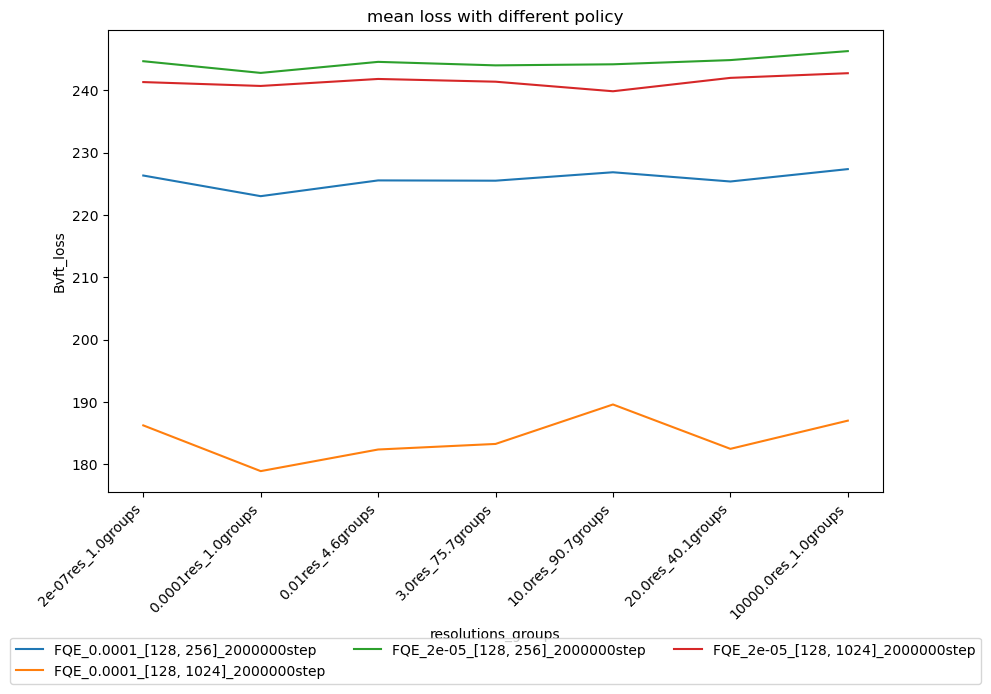 mean loss with different policy
Bvft_loss
240
230
220
210
200
190
180
2e-07res_1.0groups
0.0001res_1.0groups
0.01res_4.6groups
3.0res_75.7groups
10.0res_90.7groups
20.0res_40.1groups
10000.0res_1.0groups
resolutions_groups
FQE_0.0001_[128, 256]_2000000step
FQE_0.0001_[128, 1024]_2000000step
FQE_2e-05_[128, 256]_2000000step
FQE_2e-05_[128, 1024]_2000000step